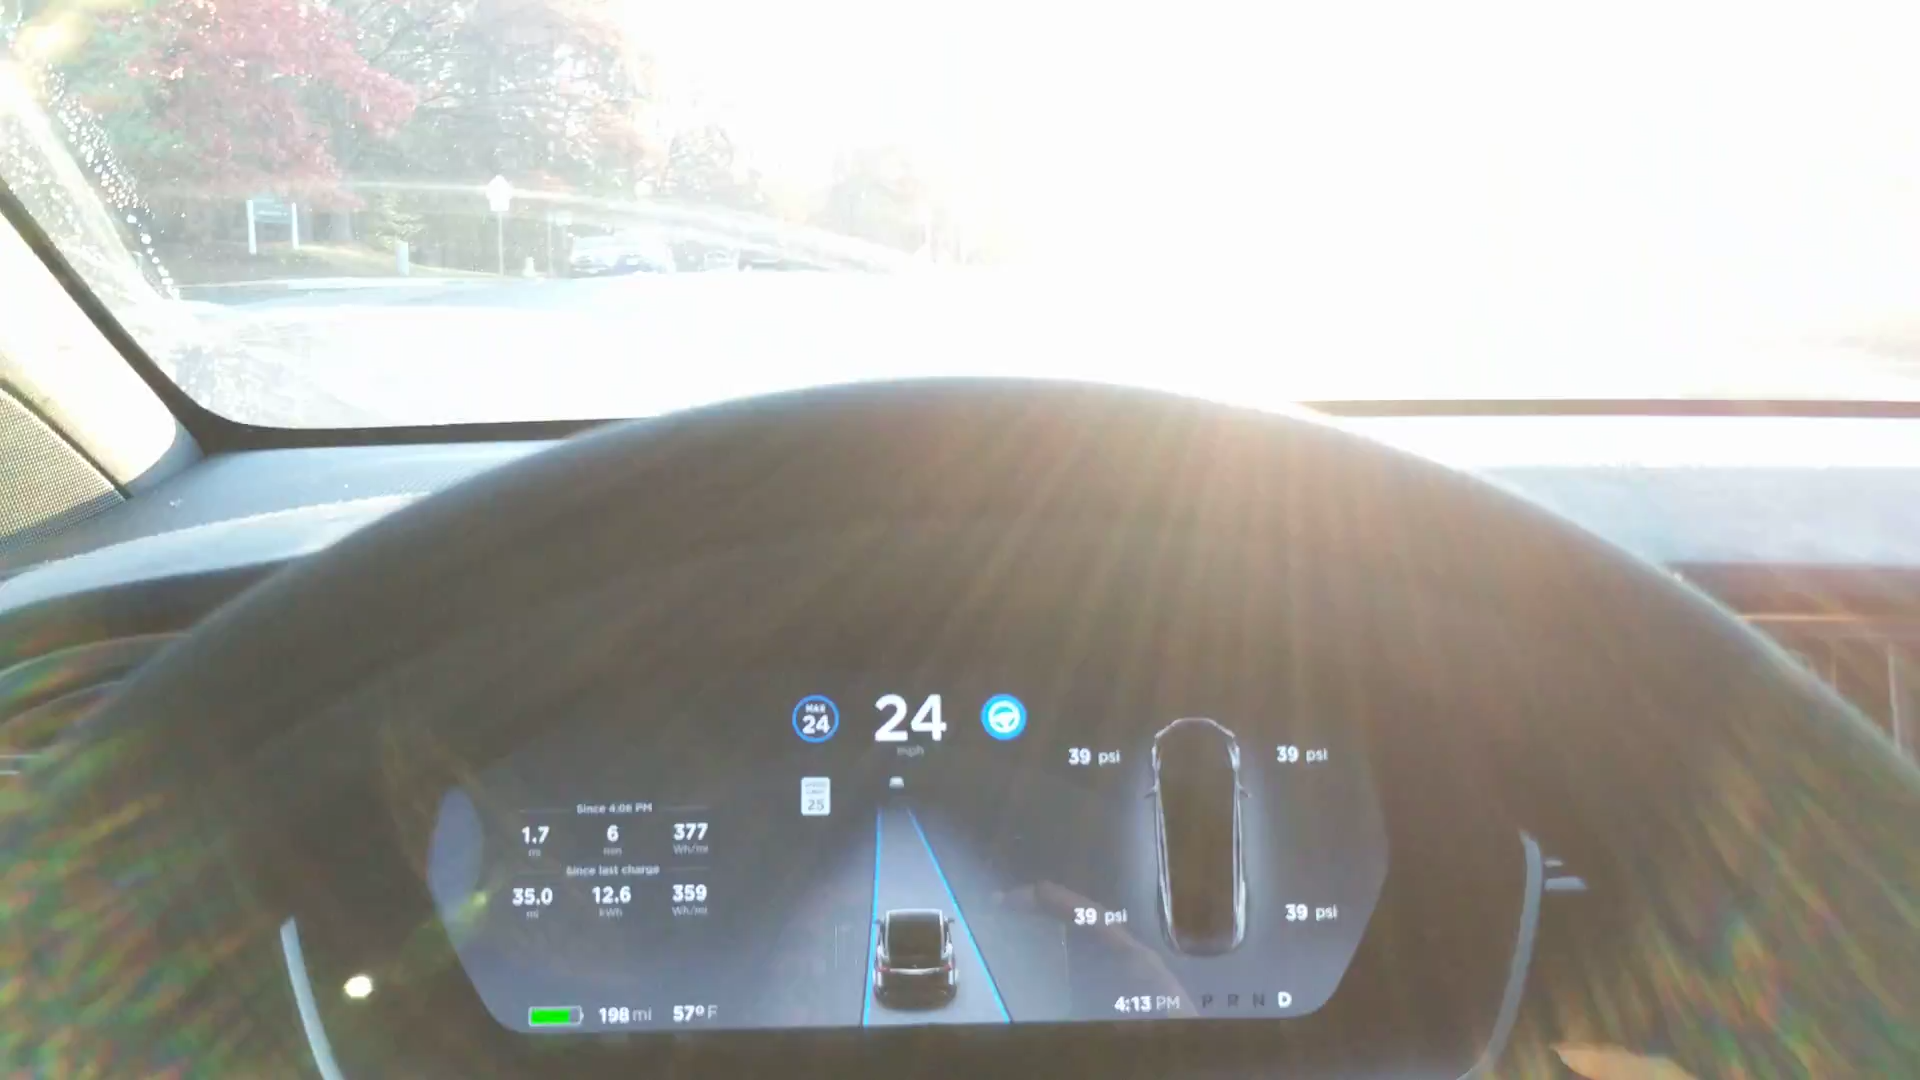 MAX
24
24
mph
SPEED
LIMIT
25
39 psi
39 psi
39 psi
39 psi
Since 4:06 PM
1.7
6
377
mi
min
Wh/mi
Since last charge
35.0
12.6
359
mi
kWh
Wh/mi
198 mi
57° F
4:13 PM
P R N D